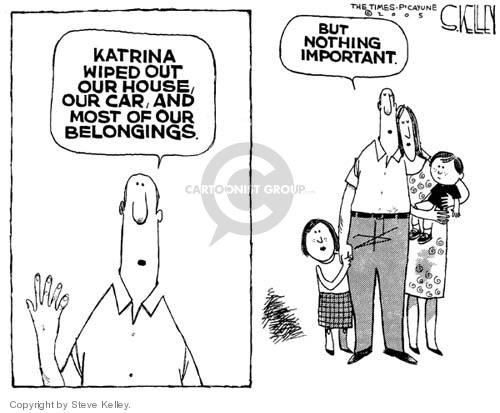 KATRINA
WIPED OUT
OUR HOUSE,
OUR CAR, AND
MOST OF OUR
BELONGINGS.
THE TIMES-PICAYUNE
©2005
S. KELLEY
BUT
NOTHING
IMPORTANT.
CARTOONIST GROUP
Copyright by Steve Kelley.